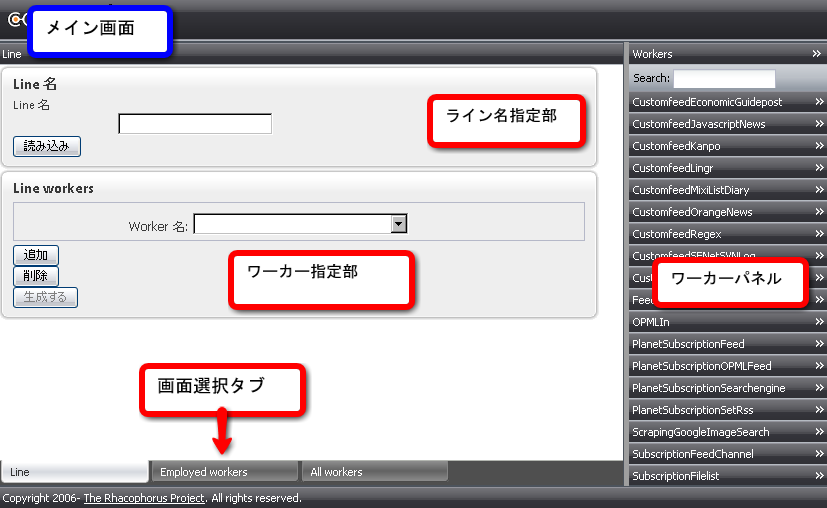 メイン画面
Line
Line 名
Line 名
読み込み
ライン名指定部
Line workers
Worker 名:
追加
削除
生成する
ワーカー指定部
画面選択タブ
Line
Employed workers
All workers
Workers
Search:
CustomfeedEconomicGuidepost
CustomfeedJavascriptNews
CustomfeedKanpo
CustomfeedLingr
CustomfeedMixiListDiary
CustomfeedOrangeNews
CustomfeedRegex
CustomfeedSFNetSVNLog
ワーカーパネル
OPMLIn
PlanetSubscriptionFeed
PlanetSubscriptionOPMLFeed
PlanetSubscriptionSearchengine
PlanetSubscriptionSetRss
ScrapingGoogleImageSearch
SubscriptionFeedChannel
SubscriptionFilelist
Copyright 2006- The Rhacophorus Project. All rights reserved.